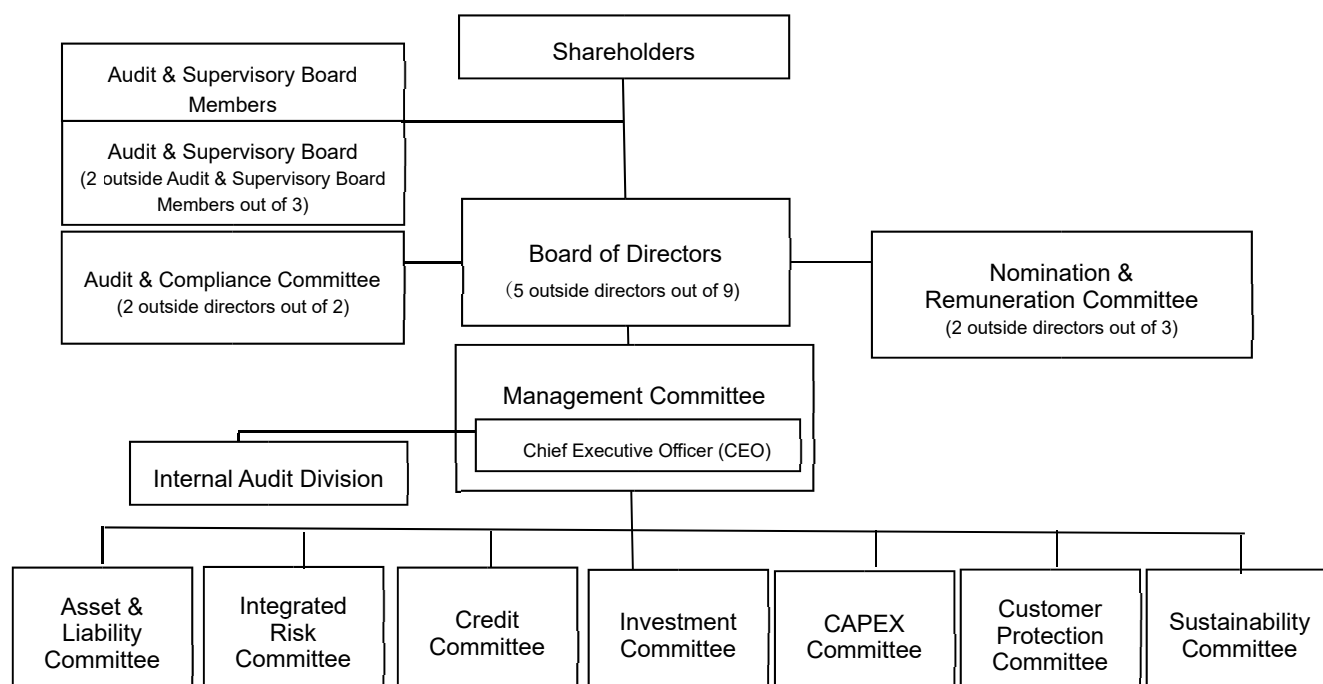 Shareholders
Audit & Supervisory Board
Members
Audit & Supervisory Board
(2 outside Audit & Supervisory Board
Members out of 3)
Board of Directors
（5 outside directors out of 9)
Audit & Compliance Committee
(2 outside directors out of 2)
Nomination &
Remuneration Committee
(2 outside directors out of 3)
Management Committee
Chief Executive Officer (CEO)
Internal Audit Division
Asset &
Liability
Committee
Integrated
Risk
Committee
Credit
Committee
Investment
Committee
CAPEX
Committee
Customer
Protection
Committee
Sustainability
Committee